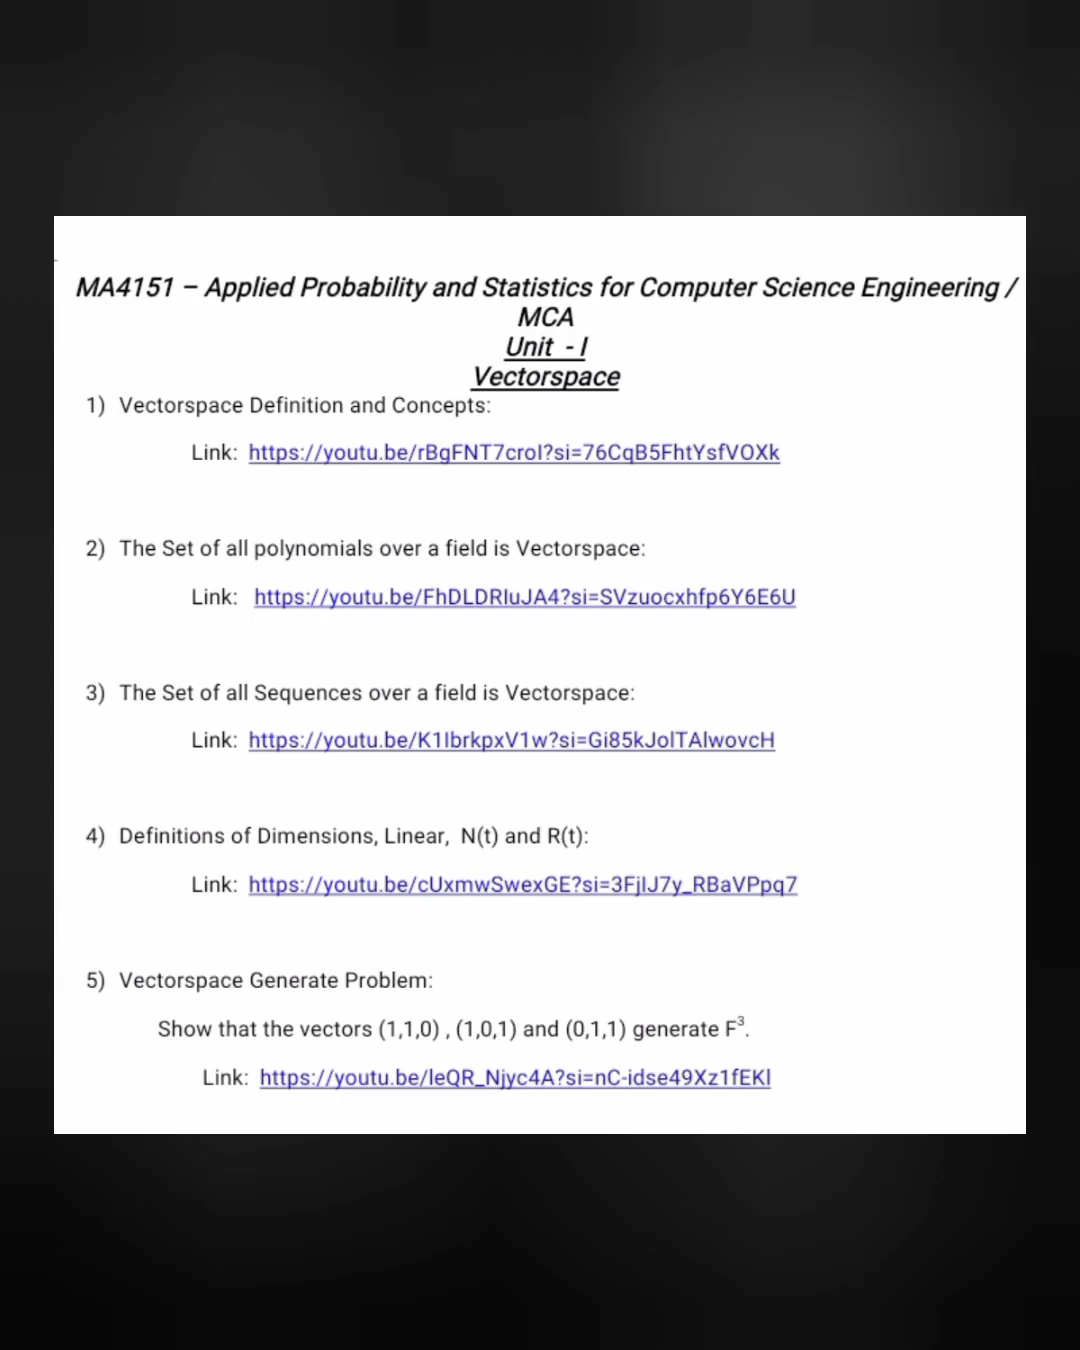 MA4151 – Applied Probability and Statistics for Computer Science Engineering /
MCA
Unit - I
Vectorspace
1) Vectorspace Definition and Concepts:
Link: https://youtu.be/rBgFNT7croI?si=76CqB5FhtYsfVOXk
2) The Set of all polynomials over a field is Vectorspace:
Link: https://youtu.be/FhDLDRIuJA4?si=SVzuocxhfp6Y6E6U
3) The Set of all Sequences over a field is Vectorspace:
Link: https://youtu.be/K1IbrkpxV1w?si=Gi85kJolTAlwovcH
4) Definitions of Dimensions, Linear, N(t) and R(t):
Link: https://youtu.be/cUxmwSwexGE?si=3FjIJ7y_RBaVPpq7
5) Vectorspace Generate Problem:
Show that the vectors (1,1,0) , (1,0,1) and (0,1,1) generate F³.
Link: https://youtu.be/leQR_Njyc4A?si=nC-idse49Xz1fEKl